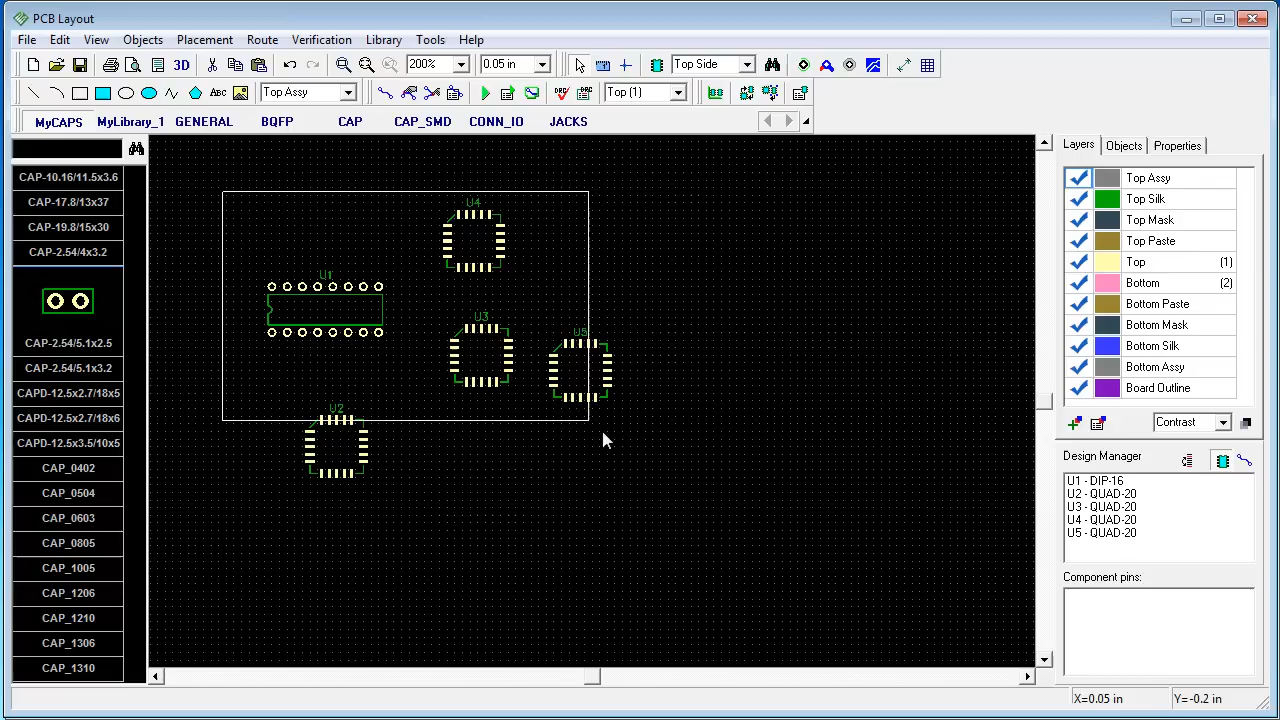 PCB Layout
File Edit View Objects Placement Route Verification Library Tools Help
3D 200% 0.05 in Top Side
ABC Top Assy DRC Top (1)
MyCAPS MyLibrary_1 GENERAL BQFP CAP CAP_SMD CONN_IO JACKS
CAP-10.16/11.5x3.6
CAP-17.8/13x37
CAP-19.8/15x30
CAP-2.54/4x3.2
CAP-2.54/5.1x2.5
CAP-2.54/5.1x3.2
CAPD-12.5x2.7/18x5
CAPD-12.5x2.7/18x6
CAPD-12.5x3.5/10x5
CAP_0402
CAP_0504
CAP_0603
CAP_0805
CAP_1005
CAP_1206
CAP_1210
CAP_1306
CAP_1310
U4
U1
U3
U5
U2
Layers Objects Properties
Top Assy
Top Silk
Top Mask
Top Paste
Top (1)
Bottom (2)
Bottom Paste
Bottom Mask
Bottom Silk
Bottom Assy
Board Outline
Contrast
Design Manager
U1 - DIP-16
U2 - QUAD-20
U3 - QUAD-20
U4 - QUAD-20
U5 - QUAD-20
Component pins:
X=0.05 in Y=-0.2 in